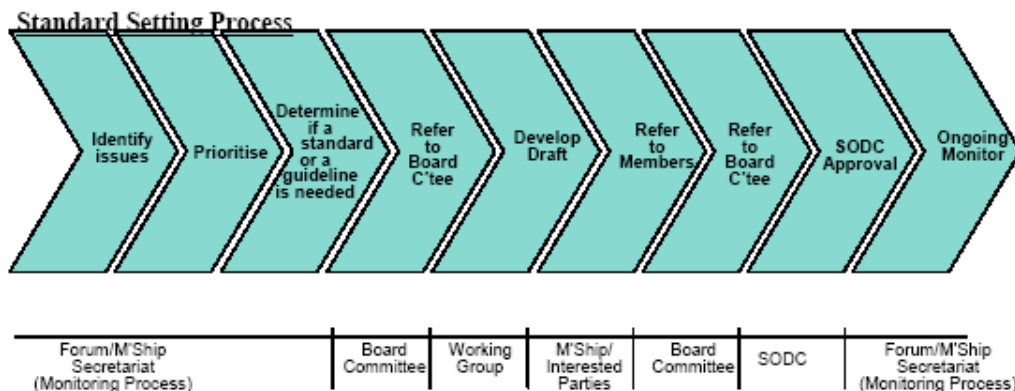 Standard Setting Process
Identify
issues
Prioritise
Determine
if a
standard
or a
guideline
is needed
Refer
to
Board
C'tee
Develop
Draft
Refer
to
Members
Refer
to
Board
C'tee
SODC
Approval
Ongoing
Monitor
Forum/M'Ship
Secretariat
(Monitoring Process)
Board
Committee
Working
Group
M'Ship/
Interested
Parties
Board
Committee
SODC
Forum/M'Ship
Secretariat
(Monitoring Process)